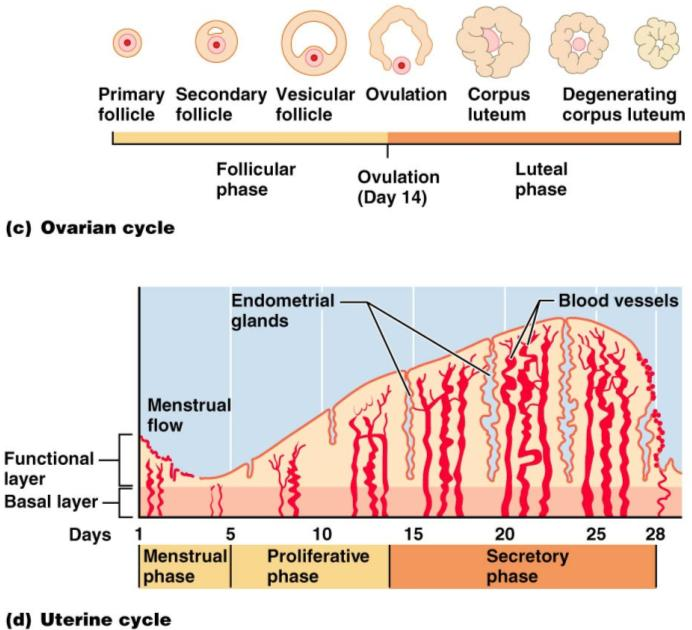 Primary follicle
Secondary follicle
Vesicular follicle
Ovulation
Corpus luteum
Degenerating corpus luteum
Follicular phase
Ovulation (Day 14)
Luteal phase
(c) Ovarian cycle
Endometrial glands
Blood vessels
Menstrual flow
Functional layer
Basal layer
Days 1 5 10 15 20 25 28
Menstrual phase
Proliferative phase
Secretory phase
(d) Uterine cycle